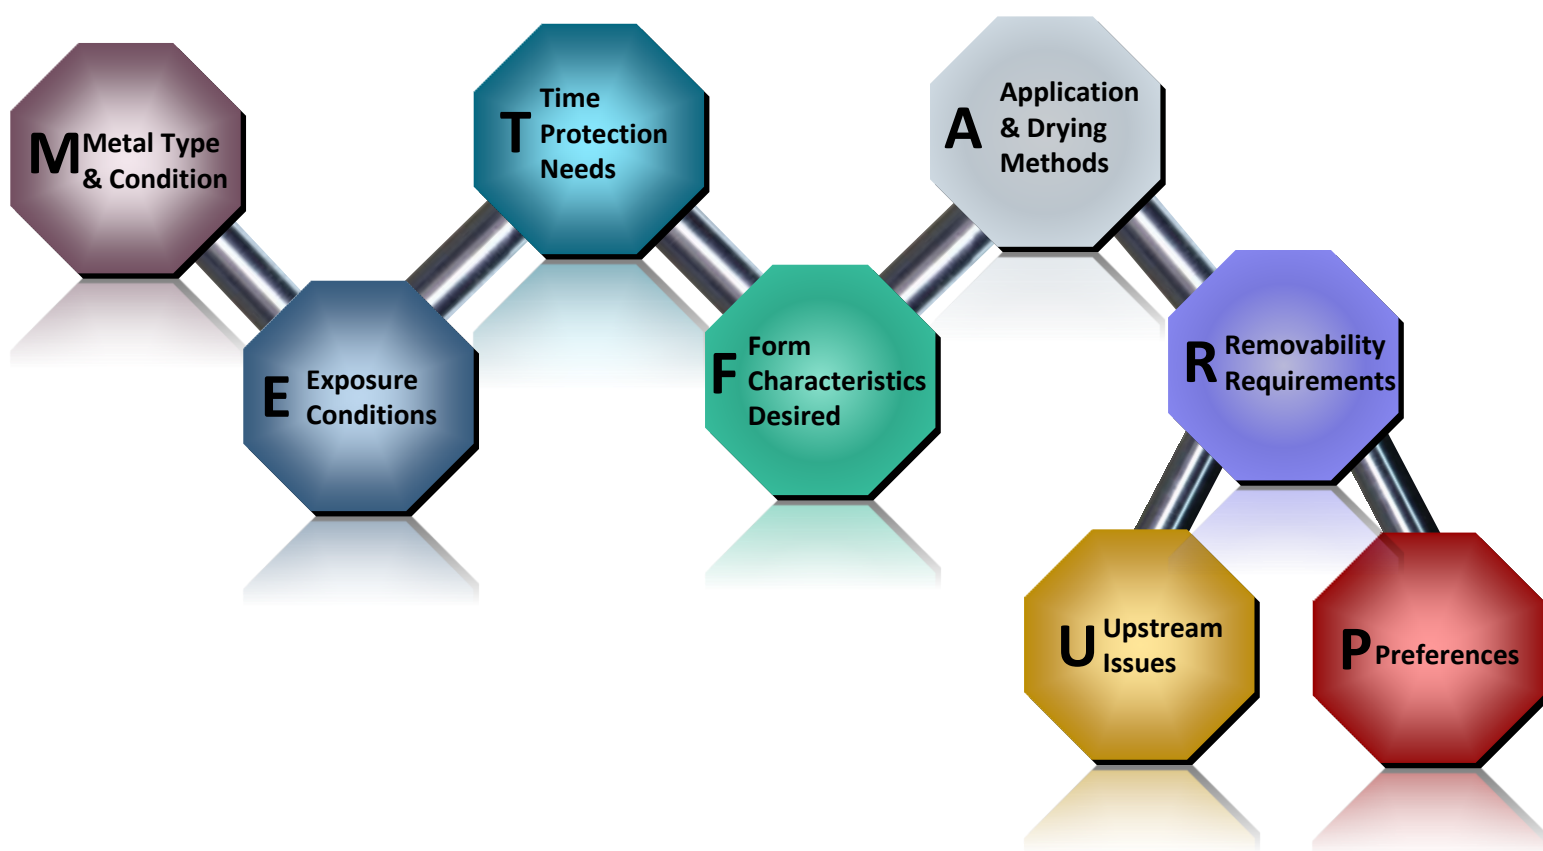 M Metal Type
& Condition
E Exposure
Conditions
T Time
Protection
Needs
F Form
Characteristics
Desired
A Application
& Drying
Methods
R Removability
Requirements
U Upstream
Issues
P Preferences